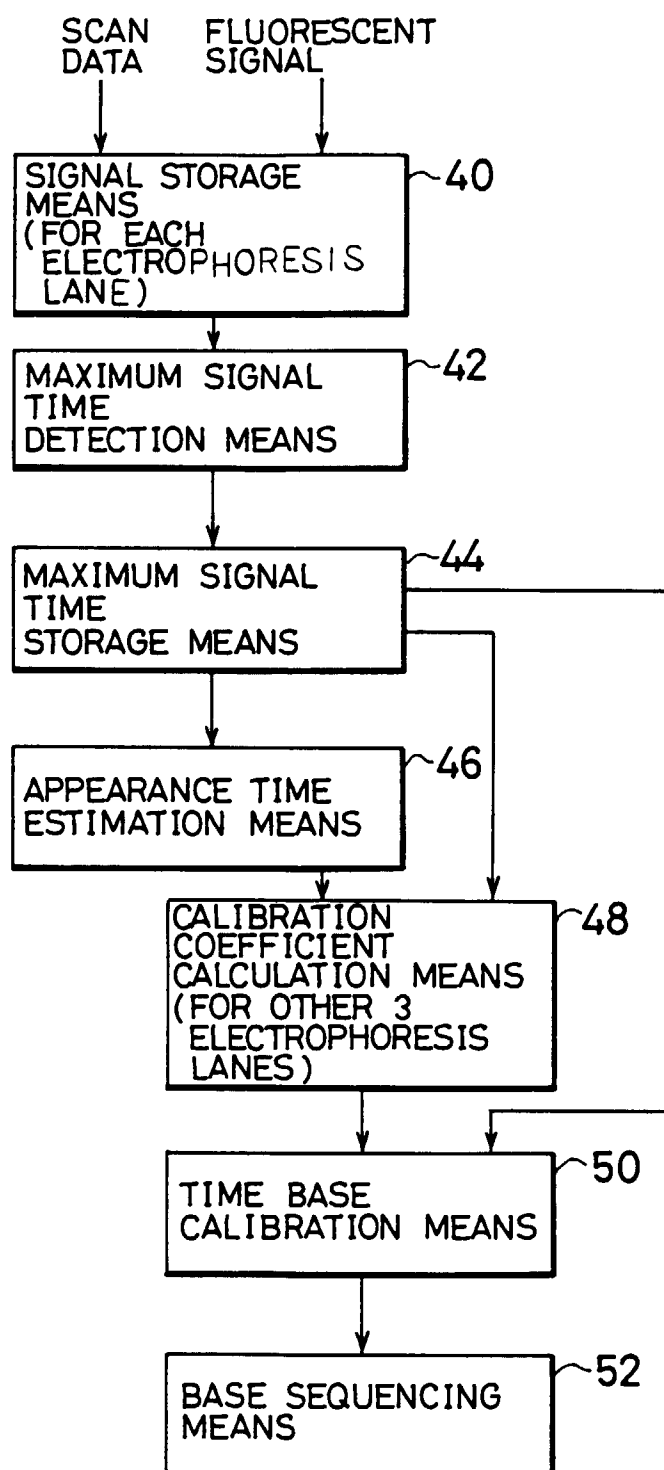 SCAN
DATA
FLUORESCENT
SIGNAL
SIGNAL STORAGE
MEANS
(FOR EACH
ELECTROPHORESIS
LANE)
40
MAXIMUM SIGNAL
TIME
DETECTION MEANS
42
MAXIMUM SIGNAL
TIME
STORAGE MEANS
44
APPEARANCE TIME
ESTIMATION MEANS
46
CALIBRATION
COEFFICIENT
CALCULATION MEANS
(FOR OTHER 3
ELECTROPHORESIS
LANES)
48
TIME BASE
CALIBRATION MEANS
50
BASE SEQUENCING
MEANS
52